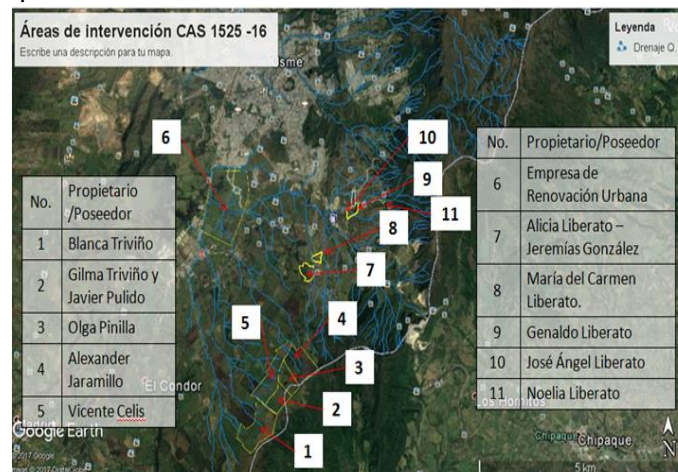 Áreas de intervención CAS 1525 -16
Escribe una descripción para tu mapa.
Leyenda
Drenaje Q.
sme
6
10
9
11
8
7
5
4
3
2
1
No. Propietario
/Poseedor
1 Blanca Triviño
2 Gilma Triviño y
Javier Pulido
3 Olga Pinilla
4 Alexander
Jaramillo
5 Vicente Celis
No. Propietario/Poseedor
6 Empresa de
Renovación Urbana
7 Alicia Liberato –
Jeremías González
8 María del Carmen
Liberato.
9 Genaldo Liberato
10 José Ángel Liberato
11 Noelia Liberato
El Condor
Los Hornitos
Chipaque
Chipaque
Google Earth
© 2017 Google
N
5 km